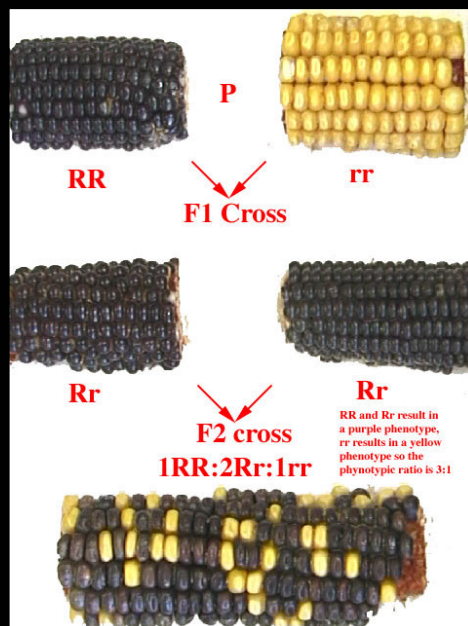 P
RR
rr
F1 Cross
Rr
Rr
F2 cross
1RR:2Rr:1rr
RR and Rr result in
a purple phenotype,
rr results in a yellow
phenotype so the
phynotypic ratio is 3:1